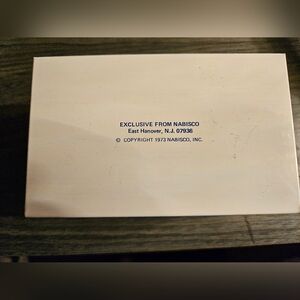 EXCLUSIVE FROM NABISCO
East Hanover, N.J. 07936
© COPYRIGHT 1973 NABISCO, INC.